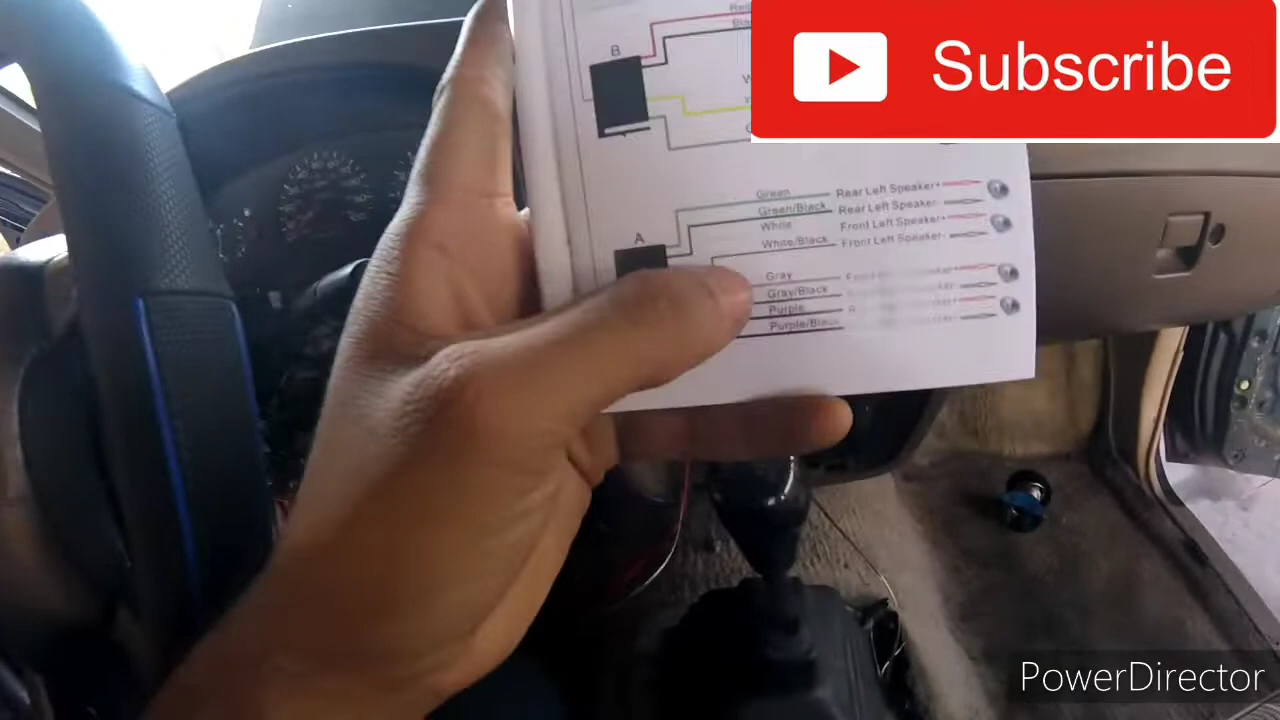 Subscribe
B
Green
Rear Left Speaker+
Green/Black
Rear Left Speaker-
A
White
Front Left Speaker+
White/Black
Front Left Speaker-
Gray
Gray/Black
Purple
Purple/Black
PowerDirector